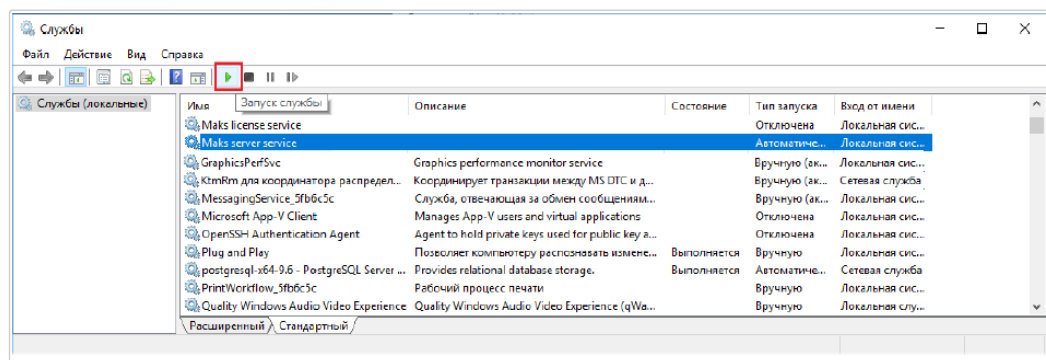 Службы
Файл Действие Вид Справка
Службы (локальные)
Имя Описание Состояние Тип запуска Вход от имени
Запуск службы
Maks license service Отключена Локальная сис...
Maks server service Автоматиче... Локальная сис...
GraphicsPerfSvc Graphics performance monitor service Вручную (ак... Локальная сис...
KtmRm для координатора распредел... Координирует транзакции между MS DTC и д... Вручную (ак... Сетевая служба
MessagingService_5fb6c5c Служба, отвечающая за обмен сообщениям... Вручную (ак... Локальная сис...
Microsoft App-V Client Manages App-V users and virtual applications Отключена Локальная сис...
OpenSSH Authentication Agent Agent to hold private keys used for public key a... Отключена Локальная сис...
Plug and Play Позволяет компьютеру распознавать измене... Выполняется Вручную Локальная сис...
postgresql-x64-9.6 - PostgreSQL Server ... Provides relational database storage. Выполняется Автоматиче... Сетевая служба
PrintWorkflow_5fb6c5c Рабочий процесс печати Вручную Локальная сис...
Quality Windows Audio Video Experience Quality Windows Audio Video Experience (qWa... Вручную Локальная слу...
Расширенный Стандартный